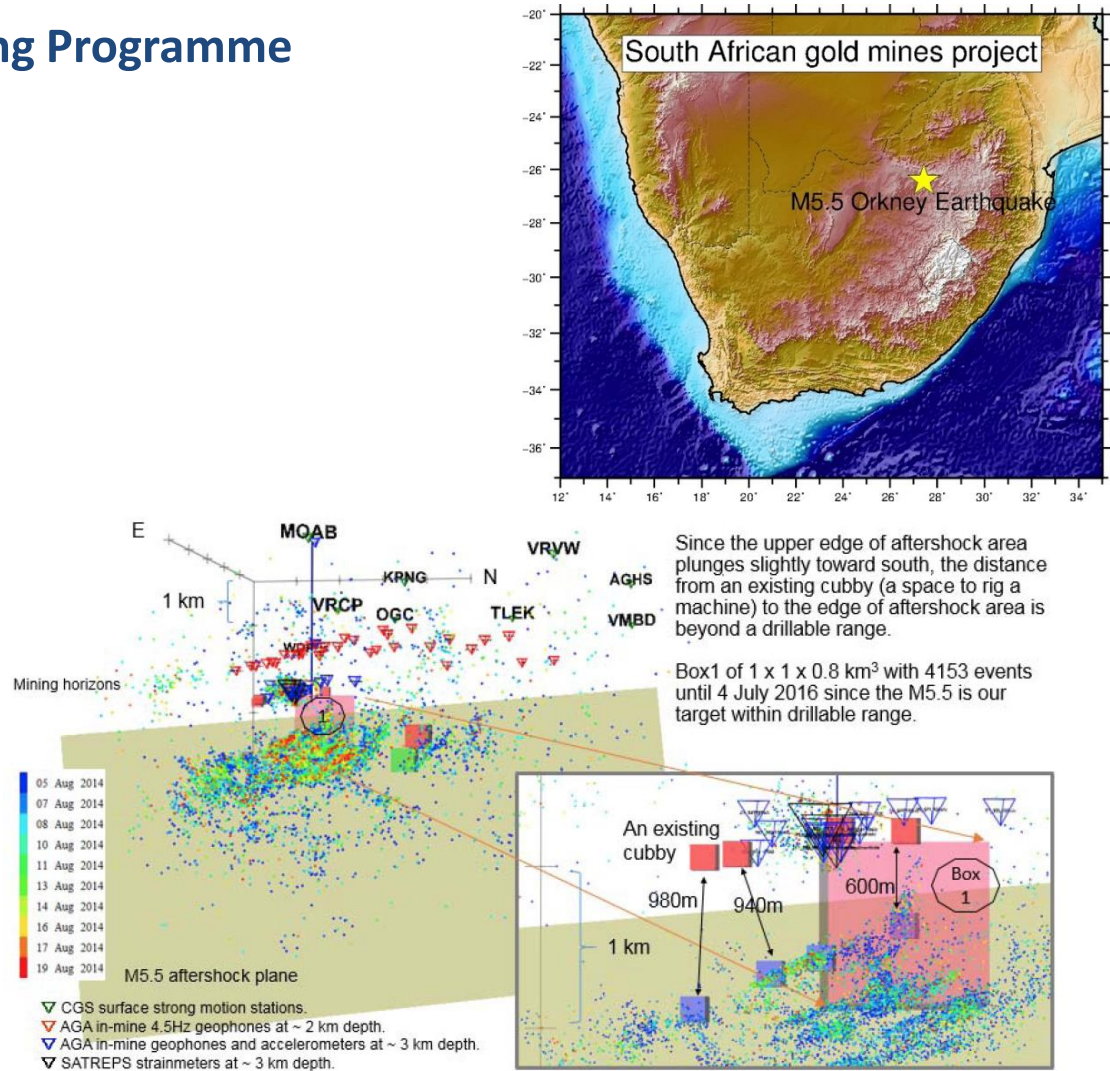 ng Programme
South African gold mines project
M5.5 Orkney Earthquake
-20°
-22°
-24°
-26°
-28°
-30°
-32°
-34°
-36°
12° 14° 16° 18° 20° 22° 24° 26° 28° 30° 32° 34°
E
MQAB
KRNG
N
VRVW
AGHS
1 km
VRCP
OGC
TLEK
VMBD
Mining horizons
1
Since the upper edge of aftershock area
plunges slightly toward south, the distance
from an existing cubby (a space to rig a
machine) to the edge of aftershock area is
beyond a drillable range.
Box1 of 1 x 1 x 0.8 km³ with 4153 events
until 4 July 2016 since the M5.5 is our
target within drillable range.
05 Aug 2014
07 Aug 2014
08 Aug 2014
10 Aug 2014
11 Aug 2014
13 Aug 2014
14 Aug 2014
16 Aug 2014
17 Aug 2014
19 Aug 2014
M5.5 aftershock plane
An existing
cubby
980m
940m
600m
Box
1
1 km
CGS surface strong motion stations.
AGA in-mine 4.5Hz geophones at ~ 2 km depth.
AGA in-mine geophones and accelerometers at ~ 3 km depth.
SATREPS strainmeters at ~ 3 km depth.